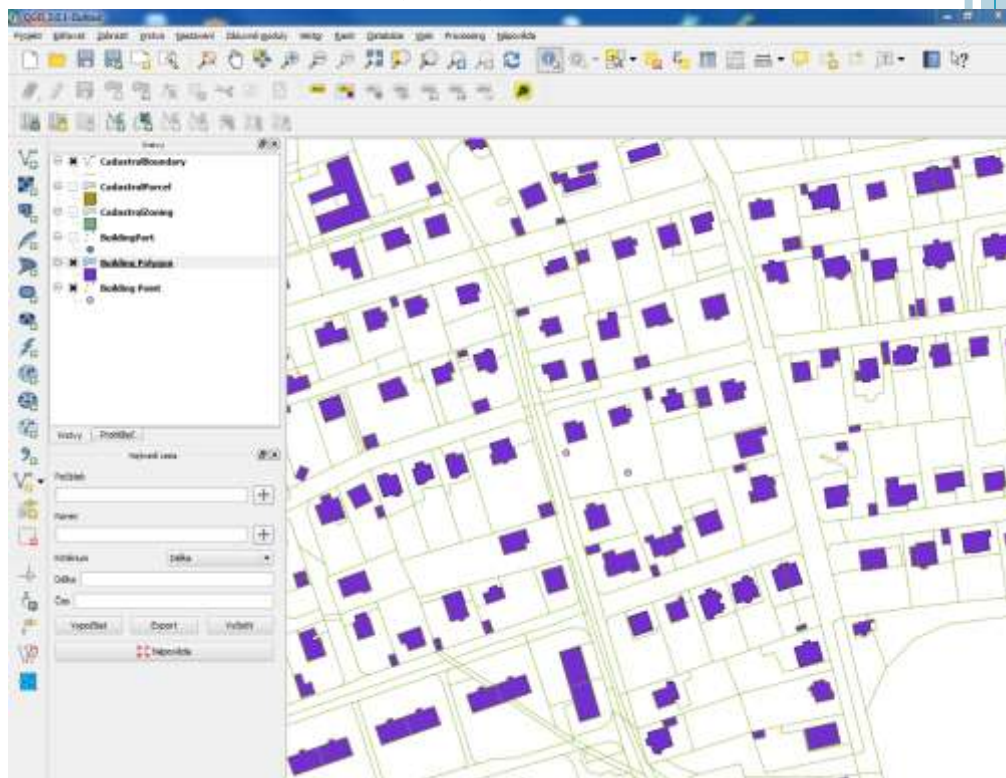 QGIS 2.0.1-Dufour
Projekt Editovat Zobrazit Vrstva Nastavení Zásuvné moduly Vektor Rastr Databáze Web Processing Nápověda
Vrstvy
CadastralBoundary
CadastralParcel
CadastralZoning
BuildingPart
Building Polygon
Building Point
Vrstvy Prohlížeč
Nejkratší cesta
Počátek
Konec
Kritérium Délka
Délka
Čas
Vypočítat Export Vyčistit
Nápověda